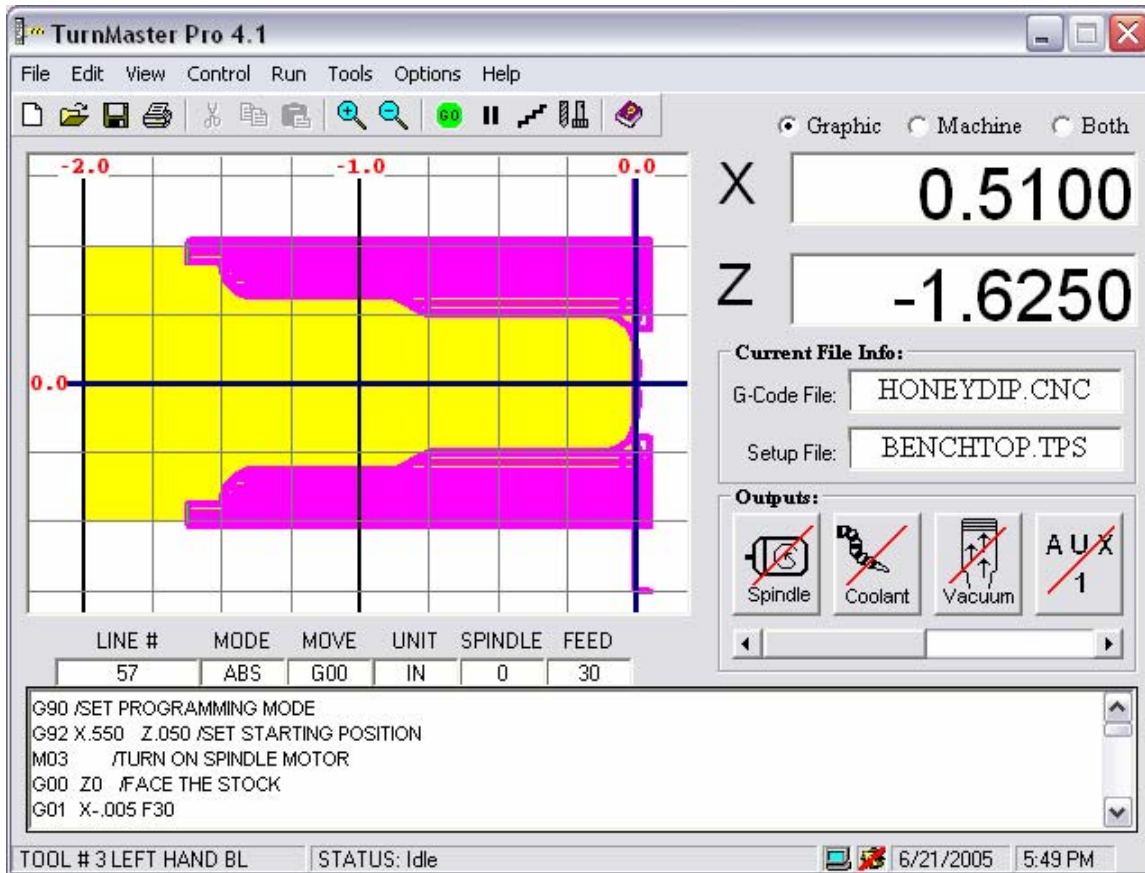 TurnMaster Pro 4.1
File Edit View Control Run Tools Options Help
GO
Graphic Machine Both
-2.0 -1.0 0.0
0.0
X 0.5100
Z -1.6250
Current File Info:
G-Code File: HONEYDIP.CNC
Setup File: BENCHTOP.TPS
Outputs:
Spindle Coolant Vacuum AUX 1
LINE # MODE MOVE UNIT SPINDLE FEED
57 ABS G00 IN 0 30
G90 /SET PROGRAMMING MODE
G92 X.550 Z.050 /SET STARTING POSITION
M03 /TURN ON SPINDLE MOTOR
G00 Z0 /FACE THE STOCK
G01 X-.005 F30
TOOL # 3 LEFT HAND BL STATUS: Idle 6/21/2005 5:49 PM